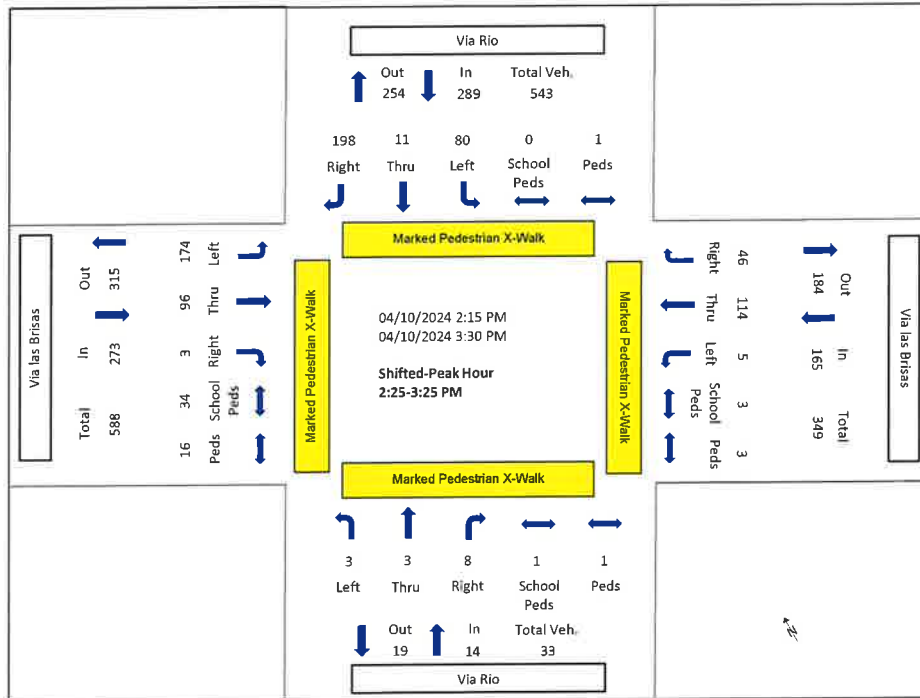 Via Rio
Out In Total Veh.
254 289 543
198 11 80 0 1
Right Thru Left School Peds Peds
Marked Pedestrian X-Walk
Via las Brisas
Out In Total
315 273 588
174 96 3 34 16
Left Thru Right School Peds Peds
Marked Pedestrian X-Walk
04/10/2024 2:15 PM
04/10/2024 3:30 PM
Shifted-Peak Hour
2:25-3:25 PM
Marked Pedestrian X-Walk
Right Thru Left School Peds Peds
46 114 5 3 3
184 165 349
Out In Total
Via las Brisas
Marked Pedestrian X-Walk
3 3 8 1 1
Left Thru Right School Peds Peds
Out In Total Veh.
19 14 33
Via Rio
N